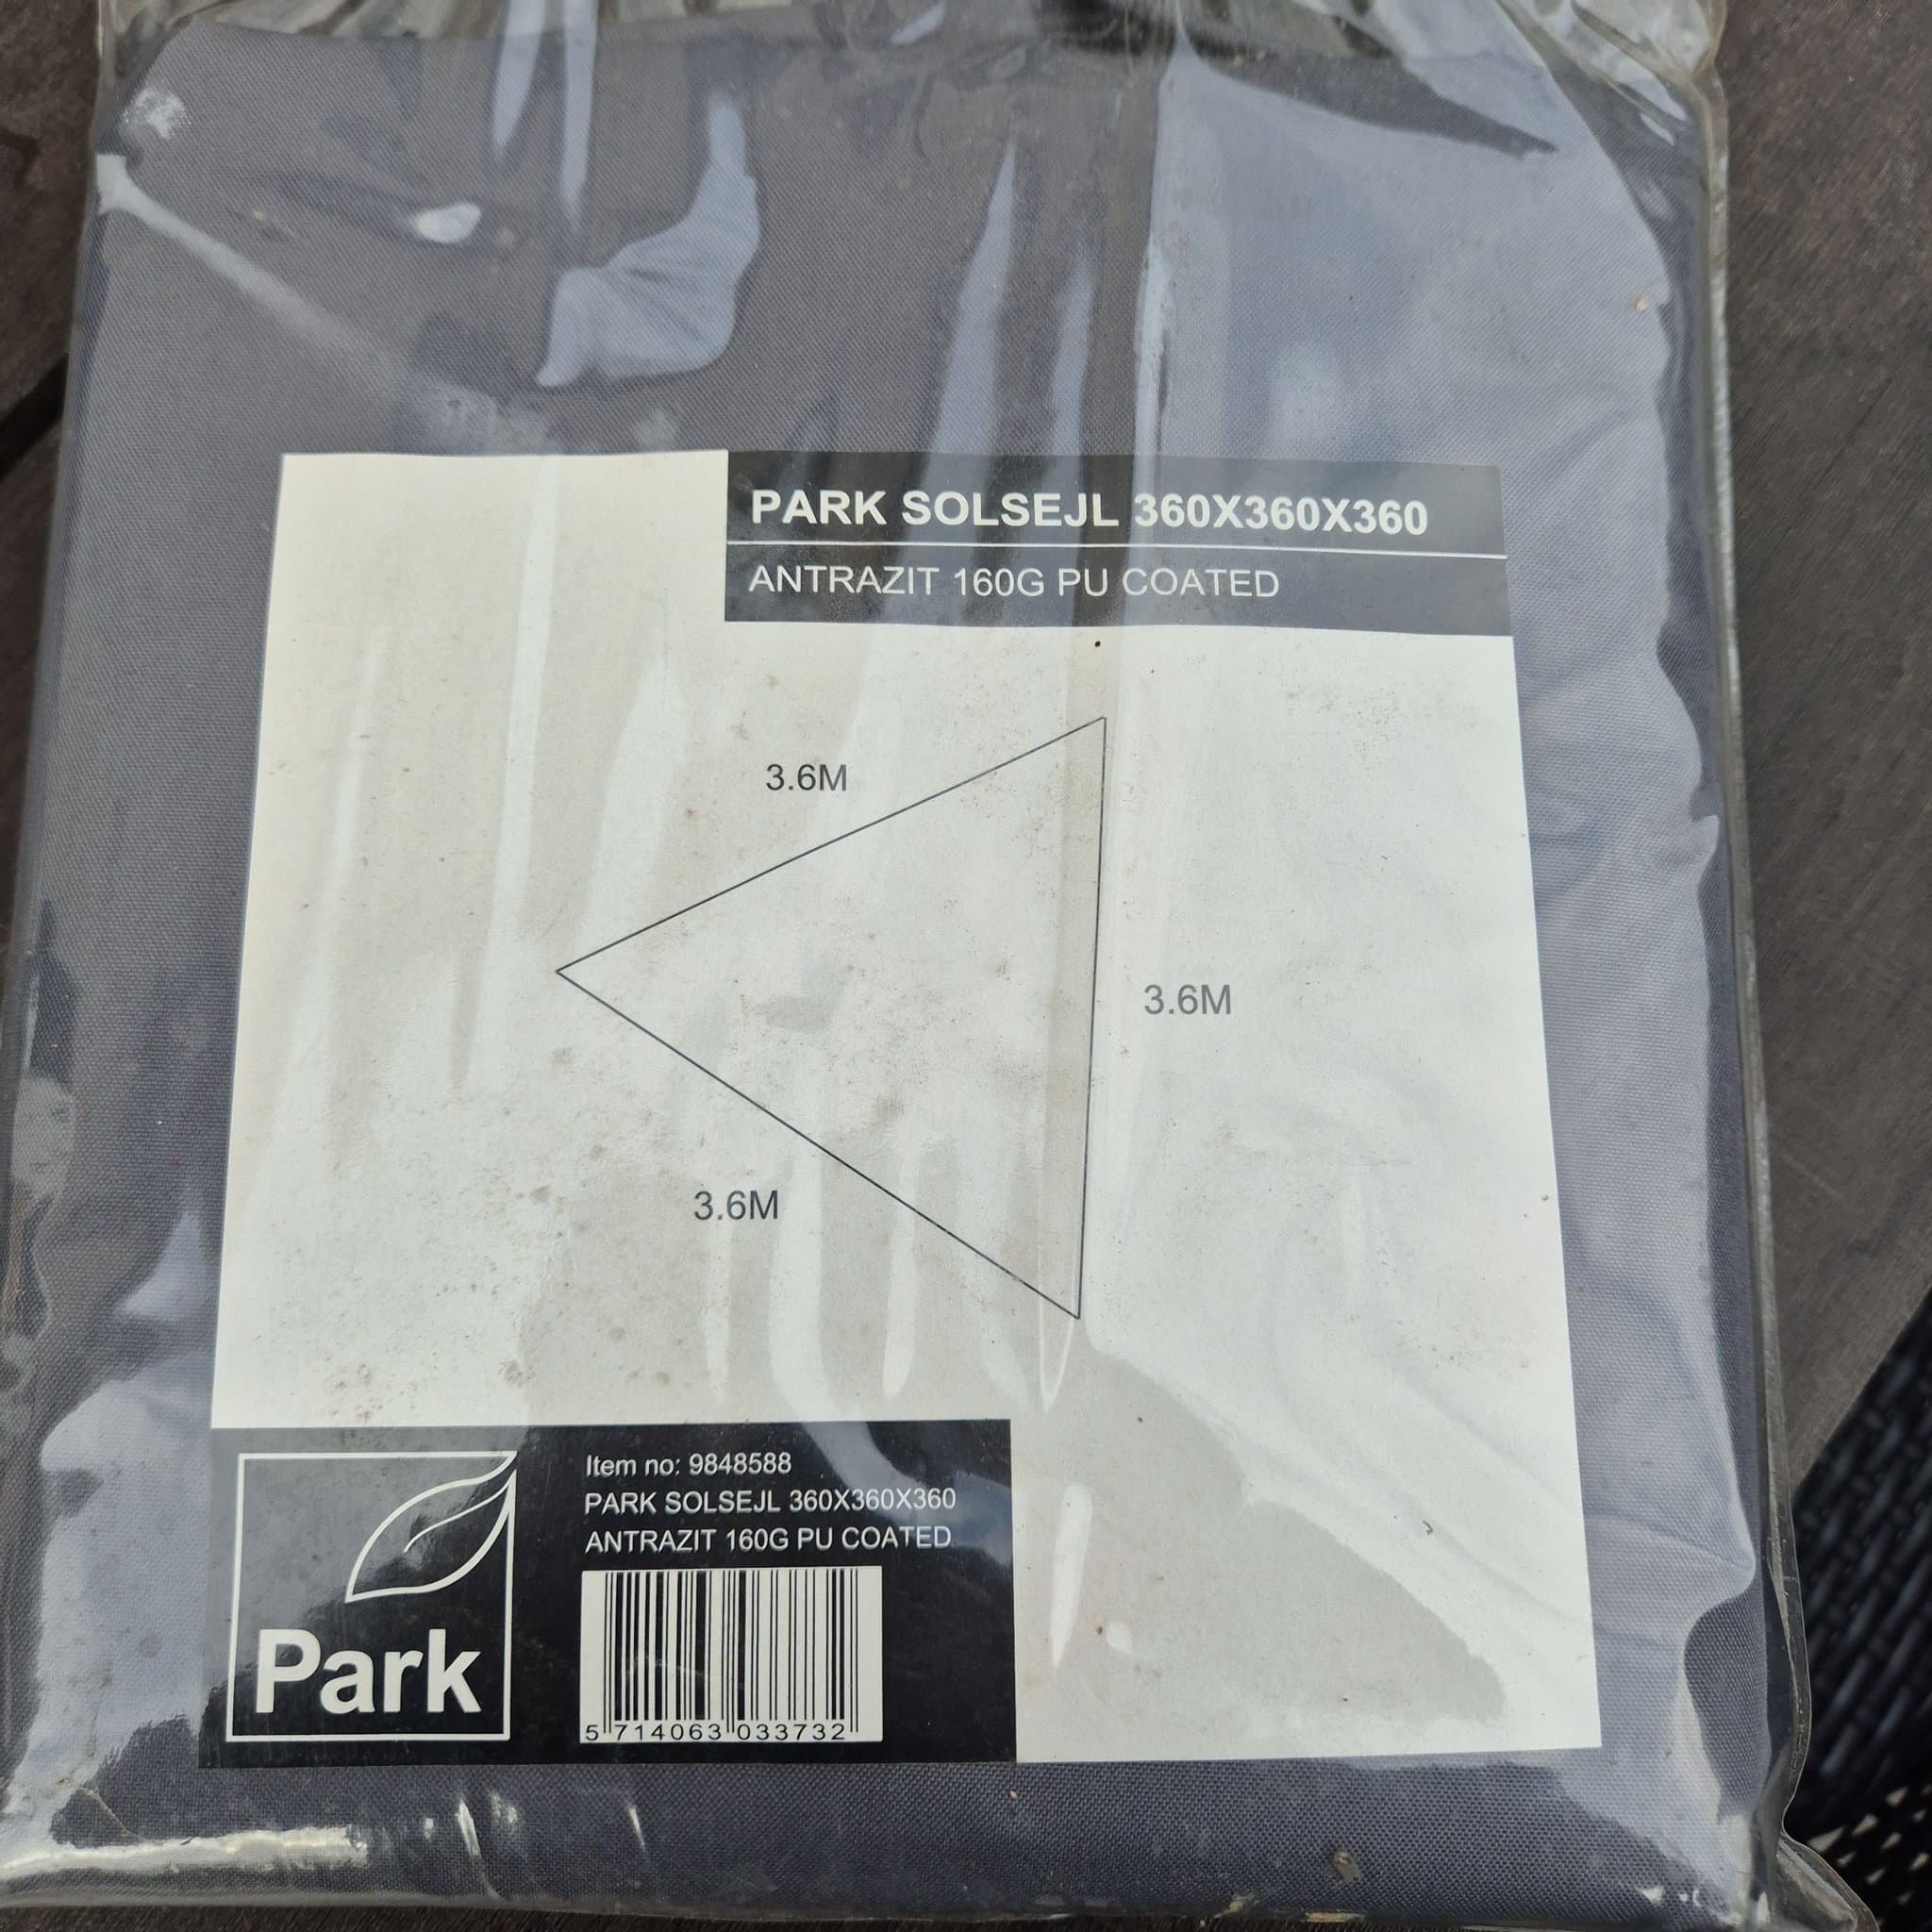 PARK SOLSEJL 360X360X360
ANTRAZIT 160G PU COATED
3.6M
3.6M
3.6M
Item no: 9848588
PARK SOLSEJL 360X360X360
ANTRAZIT 160G PU COATED
Park
5 714063 033732